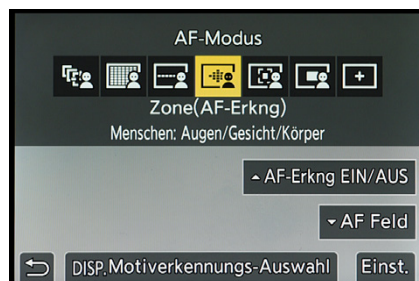 AF-Modus
Zone(AF-Erkng)
Menschen: Augen/Gesicht/Körper
AF-Erkng EIN/AUS
AF Feld
DISP. Motiverkennungs-Auswahl
Einst.